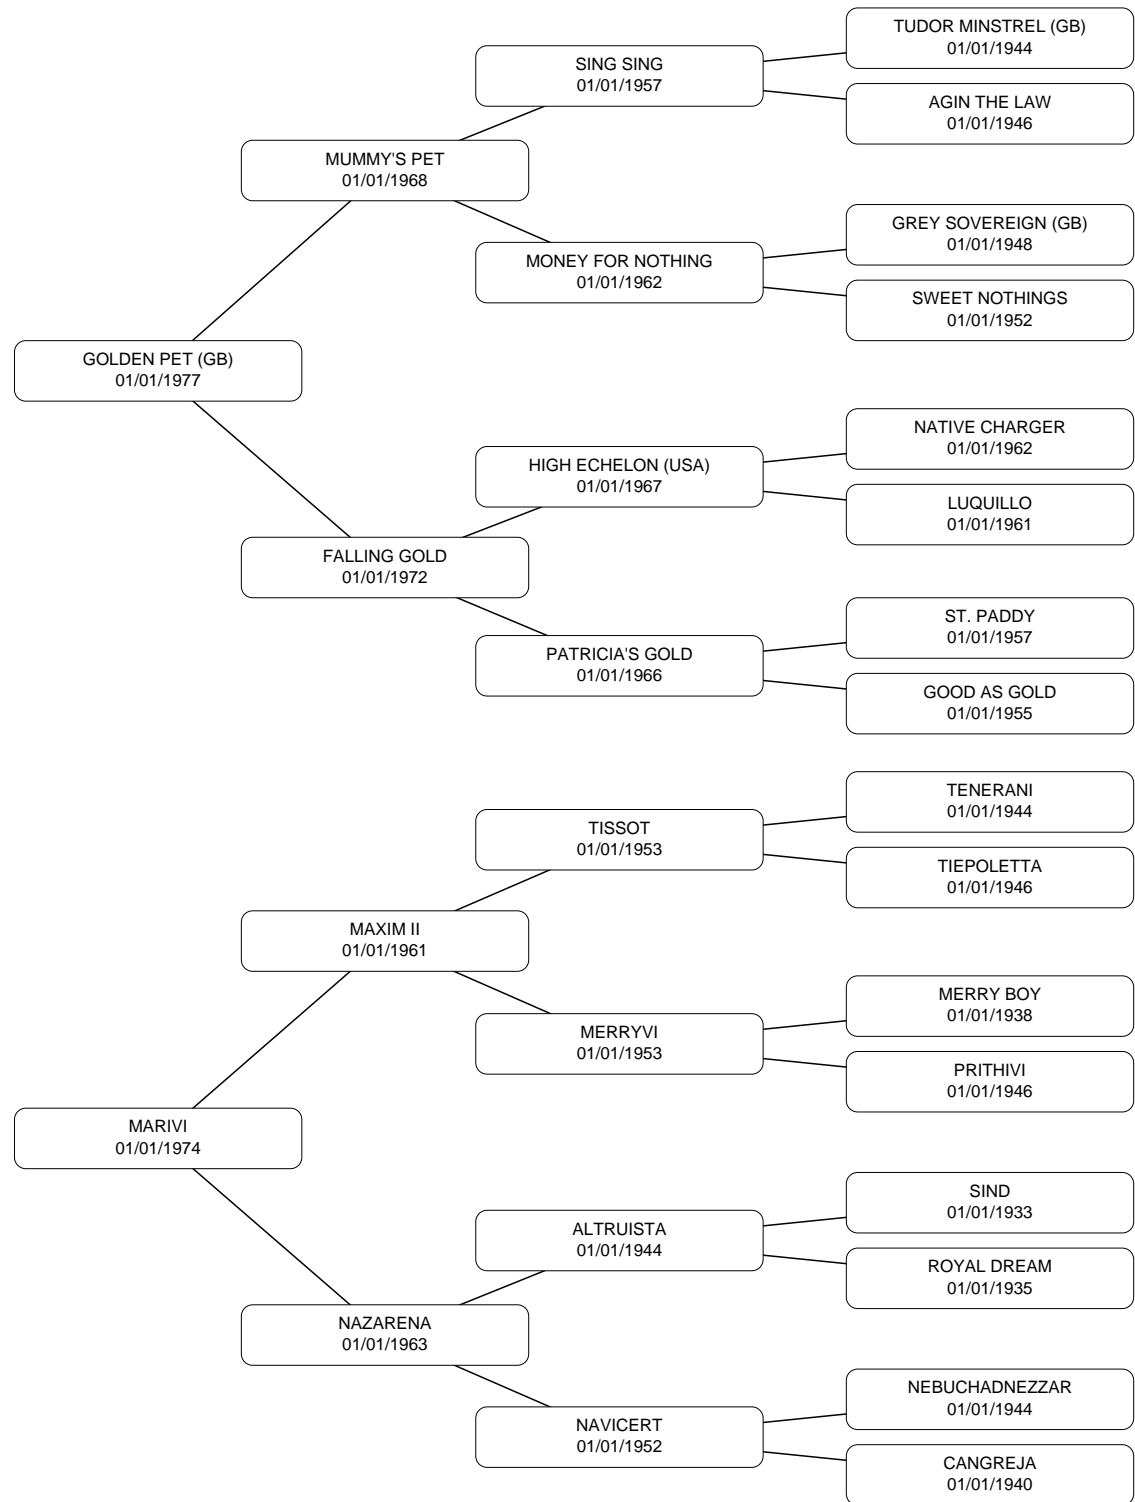 TUDOR MINSTREL (GB)
01/01/1944
SING SING
01/01/1957
AGIN THE LAW
01/01/1946
MUMMY'S PET
01/01/1968
GREY SOVEREIGN (GB)
01/01/1948
MONEY FOR NOTHING
01/01/1962
SWEET NOTHINGS
01/01/1952
GOLDEN PET (GB)
01/01/1977
NATIVE CHARGER
01/01/1962
HIGH ECHELON (USA)
01/01/1967
LUQUILLO
01/01/1961
FALLING GOLD
01/01/1972
ST. PADDY
01/01/1957
PATRICIA'S GOLD
01/01/1966
GOOD AS GOLD
01/01/1955
TENERANI
01/01/1944
TISSOT
01/01/1953
TIEPOLETTA
01/01/1946
MAXIM II
01/01/1961
MERRY BOY
01/01/1938
MERRYVI
01/01/1953
PRITHIVI
01/01/1946
MARIVI
01/01/1974
SIND
01/01/1933
ALTRUISTA
01/01/1944
ROYAL DREAM
01/01/1935
NAZARENA
01/01/1963
NEBUCHADNEZZAR
01/01/1944
NAVICERT
01/01/1952
CANGREJA
01/01/1940